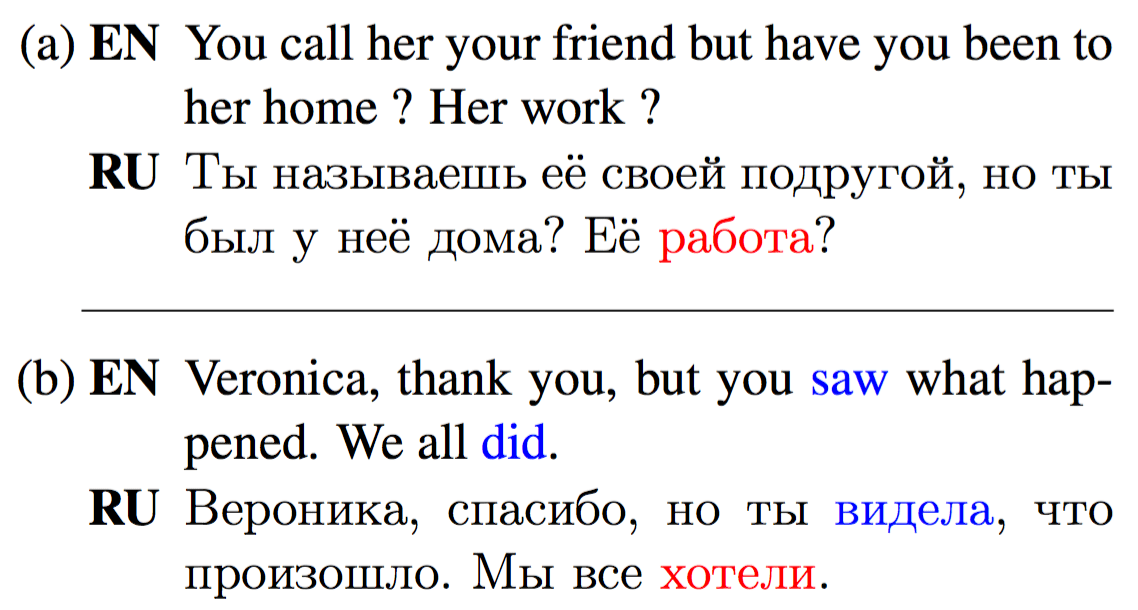 (a) EN You call her your friend but have you been to
her home ? Her work ?
RU Ты называешь её своей подругой, но ты
был у неё дома? Её работа?
(b) EN Veronica, thank you, but you saw what hap-
pened. We all did.
RU Вероника, спасибо, но ты видела, что
произошло. Мы все хотели.